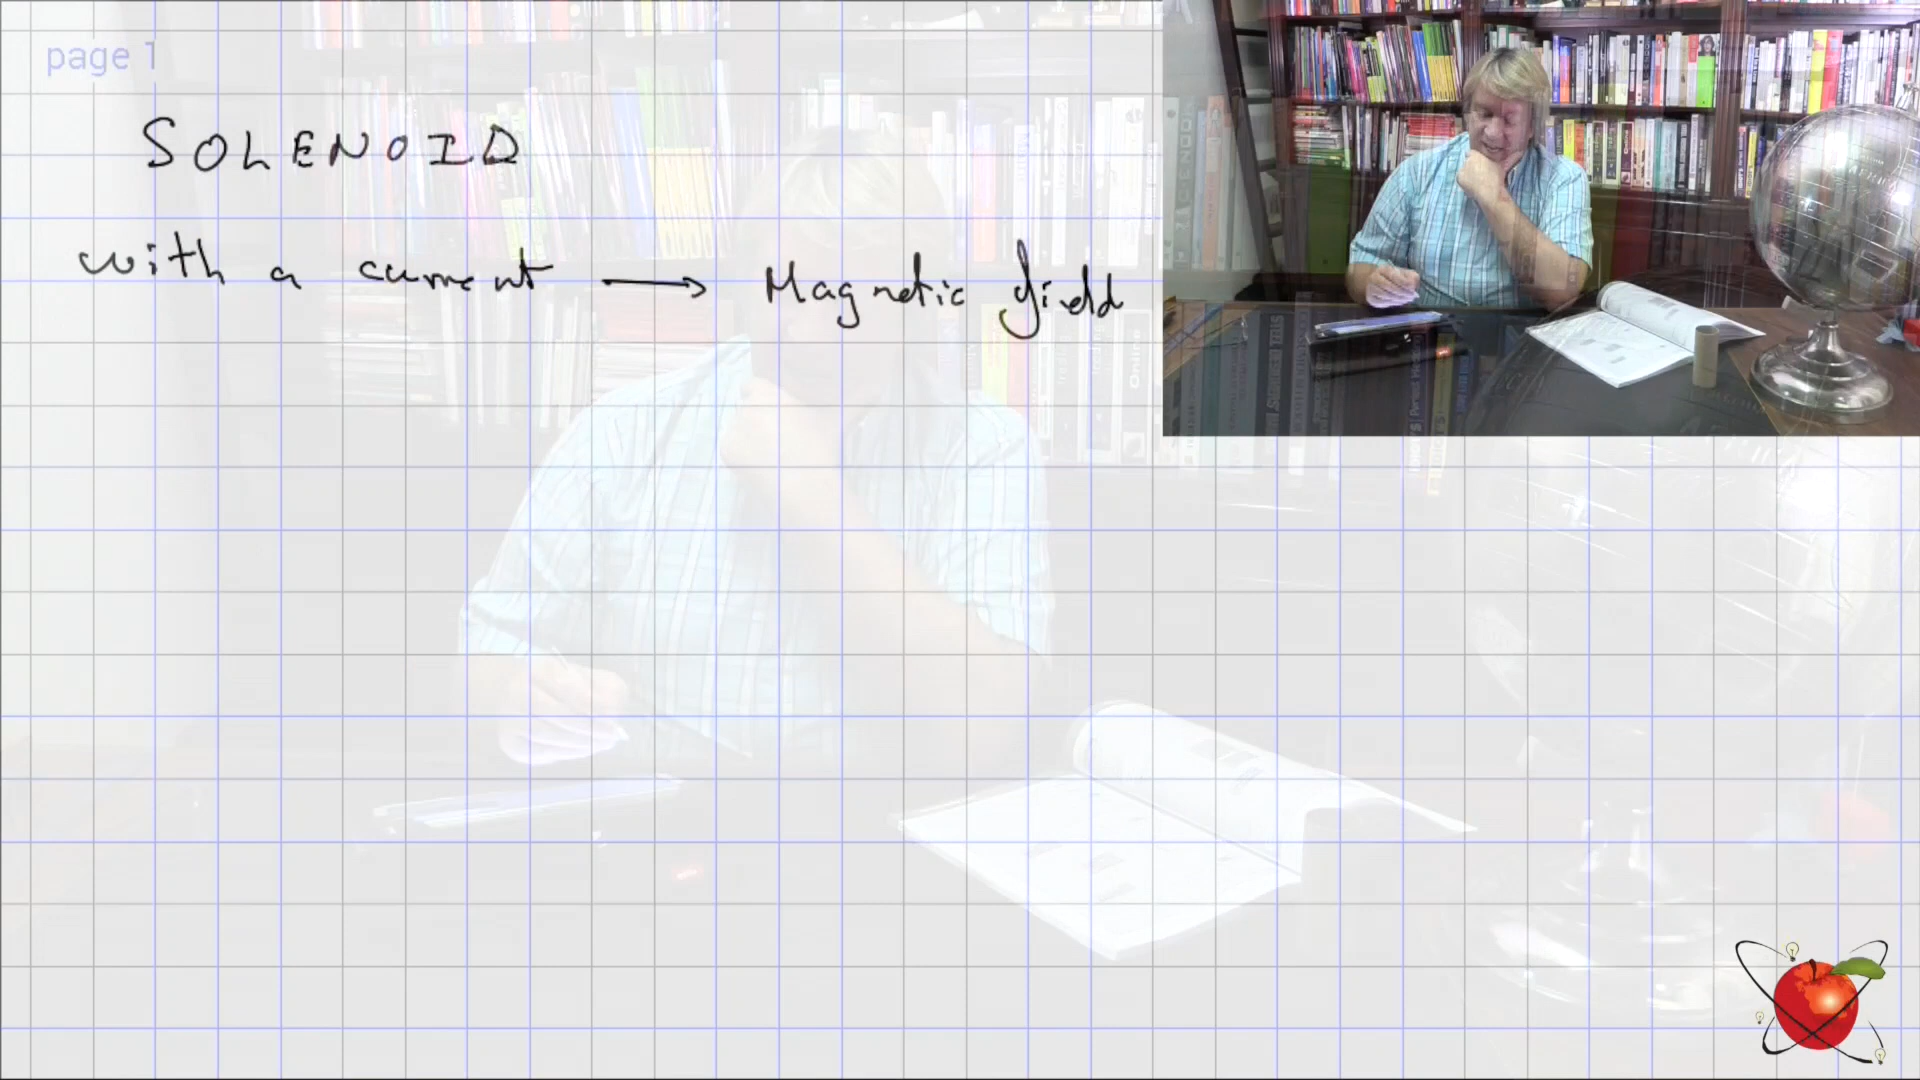 page 1
SOLENOID
with a current → Magnetic field